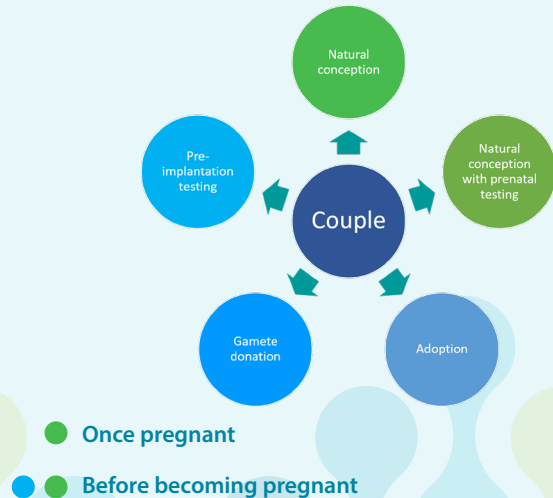 Natural
conception
Pre-
implantation
testing
Natural
conception
with prenatal
testing
Couple
Gamete
donation
Adoption
Once pregnant
Before becoming pregnant